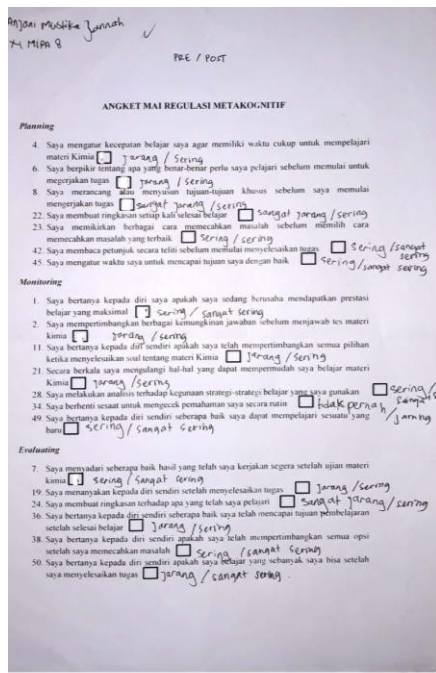 Anjani Mustika Jannah
XI MIPA 8
PRE / POST
ANGKET MAI REGULASI METAKOGNITIF
Planning
4. Saya mengatur kecepatan belajar saya agar memiliki waktu cukup untuk mempelajari
materi Kimia jarang / sering
6. Saya berpikir tentang apa yang benar-benar perlu saya pelajari sebelum memulai untuk
megerjakan tugas jarang / sering
8. Saya merancang atau menyusun tujuan-tujuan khusus sebelum saya memulai
mengerjakan tugas sangat jarang / sering
22. Saya membuat ringkasan setiap kali selesai belajar sangat jarang / sering
23. Saya memikirkan berbagai cara memecahkan masalah sebelum memilih cara
memecahkan masalah yang terbaik sering / sering
42. Saya membaca petunjuk secara teliti sebelum memulai menyelesaikan tugas sering / sangat sering
45. Saya mengatur waktu saya untuk mencapai tujuan saya dengan baik sering / sangat sering
Monitoring
1. Saya bertanya kepada diri saya apakah saya sedang berusaha mendapatkan prestasi
belajar yang maksimal sering / sangat sering
2. Saya mempertimbangkan berbagai kemungkinan jawaban sebelum menjawab tes materi
kimia jarang / sering
11. Saya bertanya kepada diri sendiri apakah saya telah mempertimbangkan semua pilihan
ketika menyelesaikan soal tentang materi Kimia jarang / sering
21. Secara berkala saya mengulangi hal-hal yang dapat mempermudah saya belajar materi
Kimia jarang / sering
28. Saya melakukan analisis terhadap kegunaan strategi-strategi belajar yang saya gunakan sering / sangat
34. Saya berhenti sesaat untuk mengecek pemahaman saya secara rutin tidak pernah / jarang
49. Saya bertanya kepada diri sendiri seberapa baik saya dapat mempelajari sesuatu yang
baru sering / sangat sering
Evaluating
7. Saya menyadari seberapa baik hasil yang telah saya kerjakan segera setelah ujian materi
kimia sering / sangat sering
19. Saya menanyakan kepada diri sendiri setelah menyelesaikan tugas jarang / sering
24. Saya membuat ringkasan terhadap apa yang telah saya pelajari sangat jarang / sering
36. Saya bertanya kepada diri sendiri seberapa baik saya telah mencapai tujuan pembelajaran
setelah selesai belajar jarang / sering
38. Saya bertanya kepada diri sendiri apakah saya telah mempertimbangkan semua opsi
setelah saya memecahkan masalah sering / sangat sering
50. Saya bertanya kepada diri sendiri apakah saya belajar yang sebanyak saya bisa setelah
saya menyelesaikan tugas jarang / sangat sering.